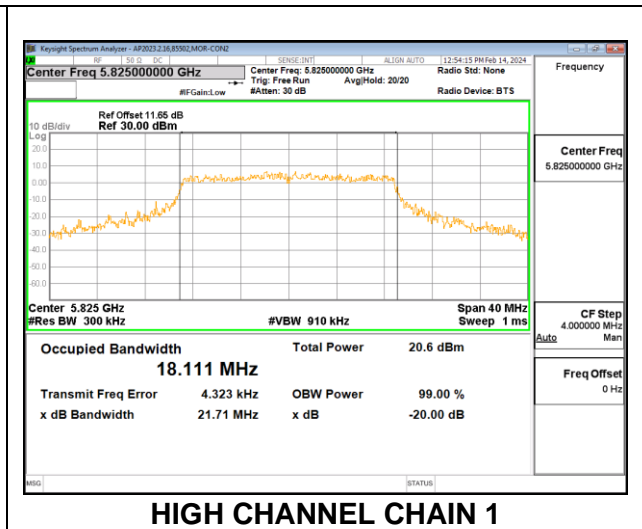 Keysight Spectrum Analyzer - AP2023.2.16,85502,MOR-CON2
RF 50 Ω DC SENSE:INT ALIGN AUTO 12:54:15 PM Feb 14, 2024
Center Freq 5.825000000 GHz
Center Freq: 5.825000000 GHz
Radio Std: None
Trig: Free Run Avg|Hold: 20/20
#IFGain:Low #Atten: 30 dB Radio Device: BTS
Frequency
Ref Offset 11.65 dB
10 dB/div Ref 30.00 dBm
Log
20.0
10.0
0.00
-10.0
-20.0
-30.0
-40.0
-50.0
-60.0
Center Freq
5.825000000 GHz
Center 5.825 GHz Span 40 MHz
#Res BW 300 kHz #VBW 910 kHz Sweep 1 ms
CF Step
4.000000 MHz
Auto Man
Freq Offset
0 Hz
Occupied Bandwidth Total Power 20.6 dBm
18.111 MHz
Transmit Freq Error 4.323 kHz OBW Power 99.00 %
x dB Bandwidth 21.71 MHz x dB -20.00 dB
MSG STATUS
HIGH CHANNEL CHAIN 1